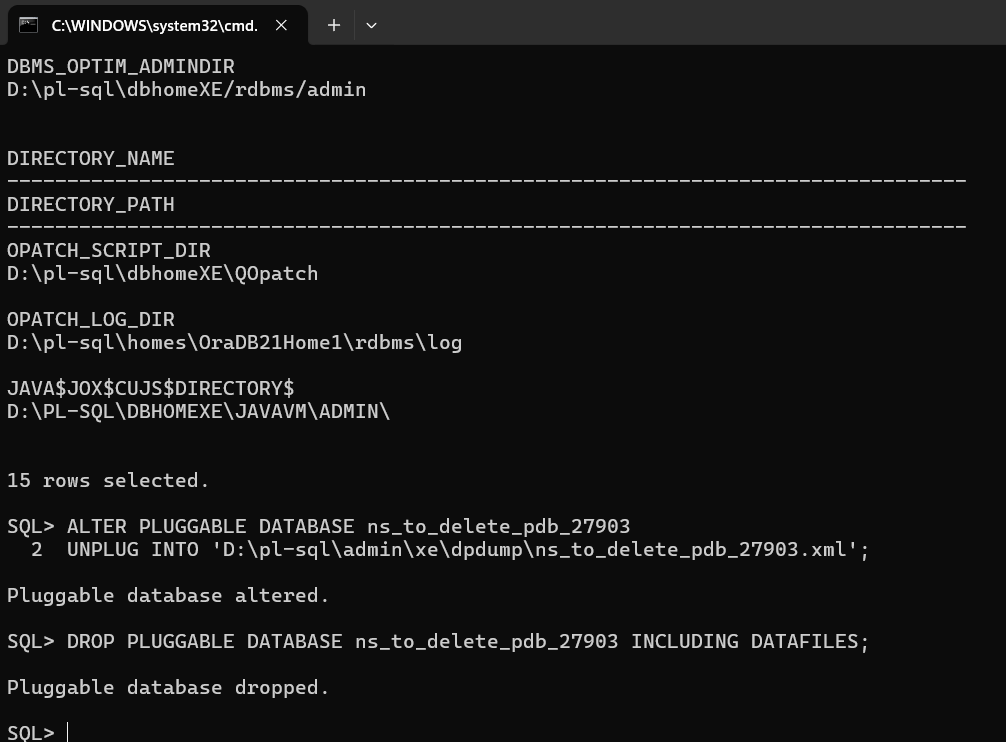 C:\WINDOWS\system32\cmd.
DBMS_OPTIM_ADMINDIR
D:\pl-sql\dbhomeXE/rdbms/admin
DIRECTORY_NAME
--------------------------------------------------------------------------------
DIRECTORY_PATH
--------------------------------------------------------------------------------
OPATCH_SCRIPT_DIR
D:\pl-sql\dbhomeXE\QOpatch
OPATCH_LOG_DIR
D:\pl-sql\homes\OraDB21Home1\rdbms\log
JAVA$JOX$CUJS$DIRECTORY$
D:\PL-SQL\DBHOMEXE\JAVAVM\ADMIN\
15 rows selected.
SQL> ALTER PLUGGABLE DATABASE ns_to_delete_pdb_27903
  2  UNPLUG INTO 'D:\pl-sql\admin\xe\dpdump\ns_to_delete_pdb_27903.xml';
Pluggable database altered.
SQL> DROP PLUGGABLE DATABASE ns_to_delete_pdb_27903 INCLUDING DATAFILES;
Pluggable database dropped.
SQL>